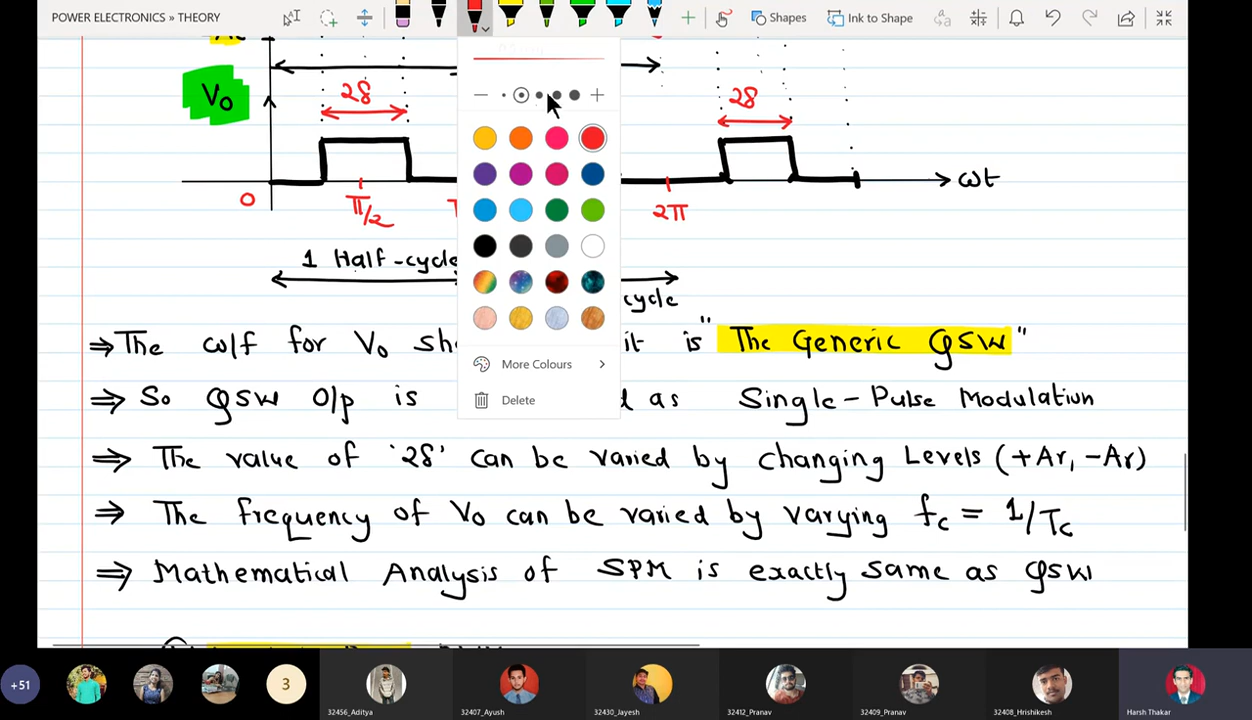 POWER ELECTRONICS » THEORY
Shapes
Ink to Shape
Vo
2δ
2δ
0
π/2
2π
ωt
1 Half-cycle
cycle
⇒ The w/f for Vo sh it is "The Generic QSW"
⇒ So QSW O/p is d as Single-Pulse Modulation
⇒ The value of '2δ' can be varied by changing Levels (+Ar, -Ar)
⇒ The frequency of Vo can be varied by varying fc = 1/Tc
⇒ Mathematical Analysis of SPM is exactly same as QSW
More Colours
Delete
+51
3
32456_Aditya
32407_Ayush
32430_Jayesh
32412_Pranav
32409_Pranav
32408_Hrishikesh
Harsh Thakar